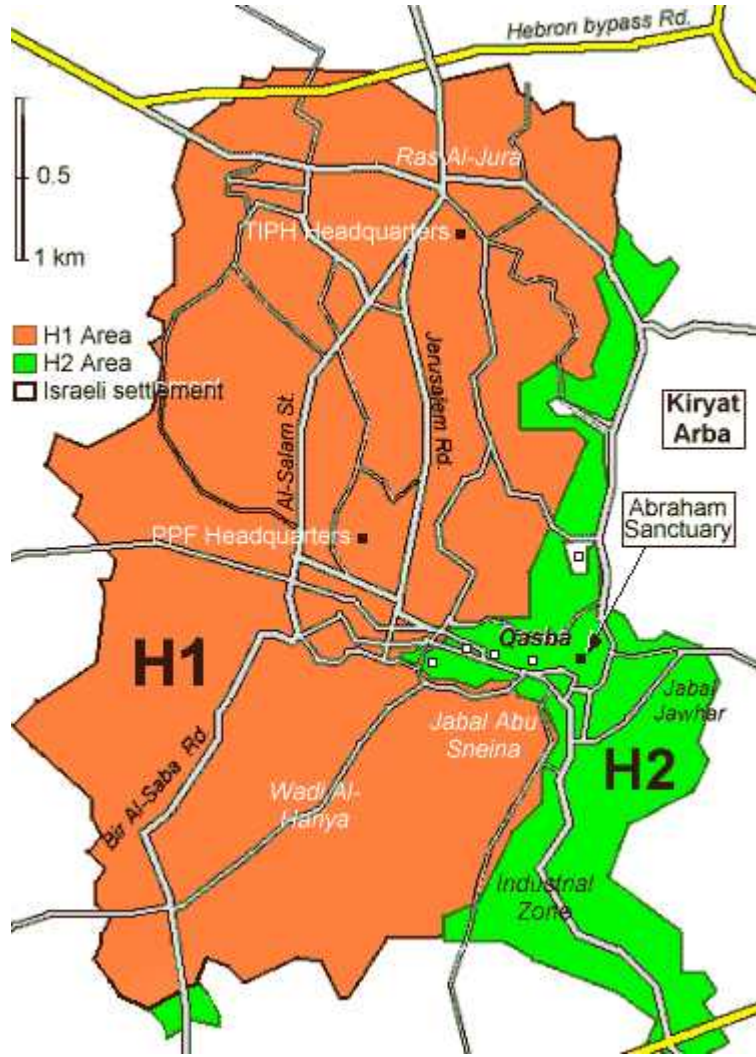 Hebron bypass Rd.
0.5
1 km
Ras Al-Jura
TIPH Headquarters
H1 Area
H2 Area
Israeli settlement
Al-Salam St.
Jerusalem Rd.
Kiryat
Arba
Abraham
Sanctuary
PPF Headquarters
Qasba
H1
Jabal Abu
Sneina
Jabal
Jawhar
H2
Bir Al-Saba Rd.
Wadi Al-
Hariya
Industrial
Zone